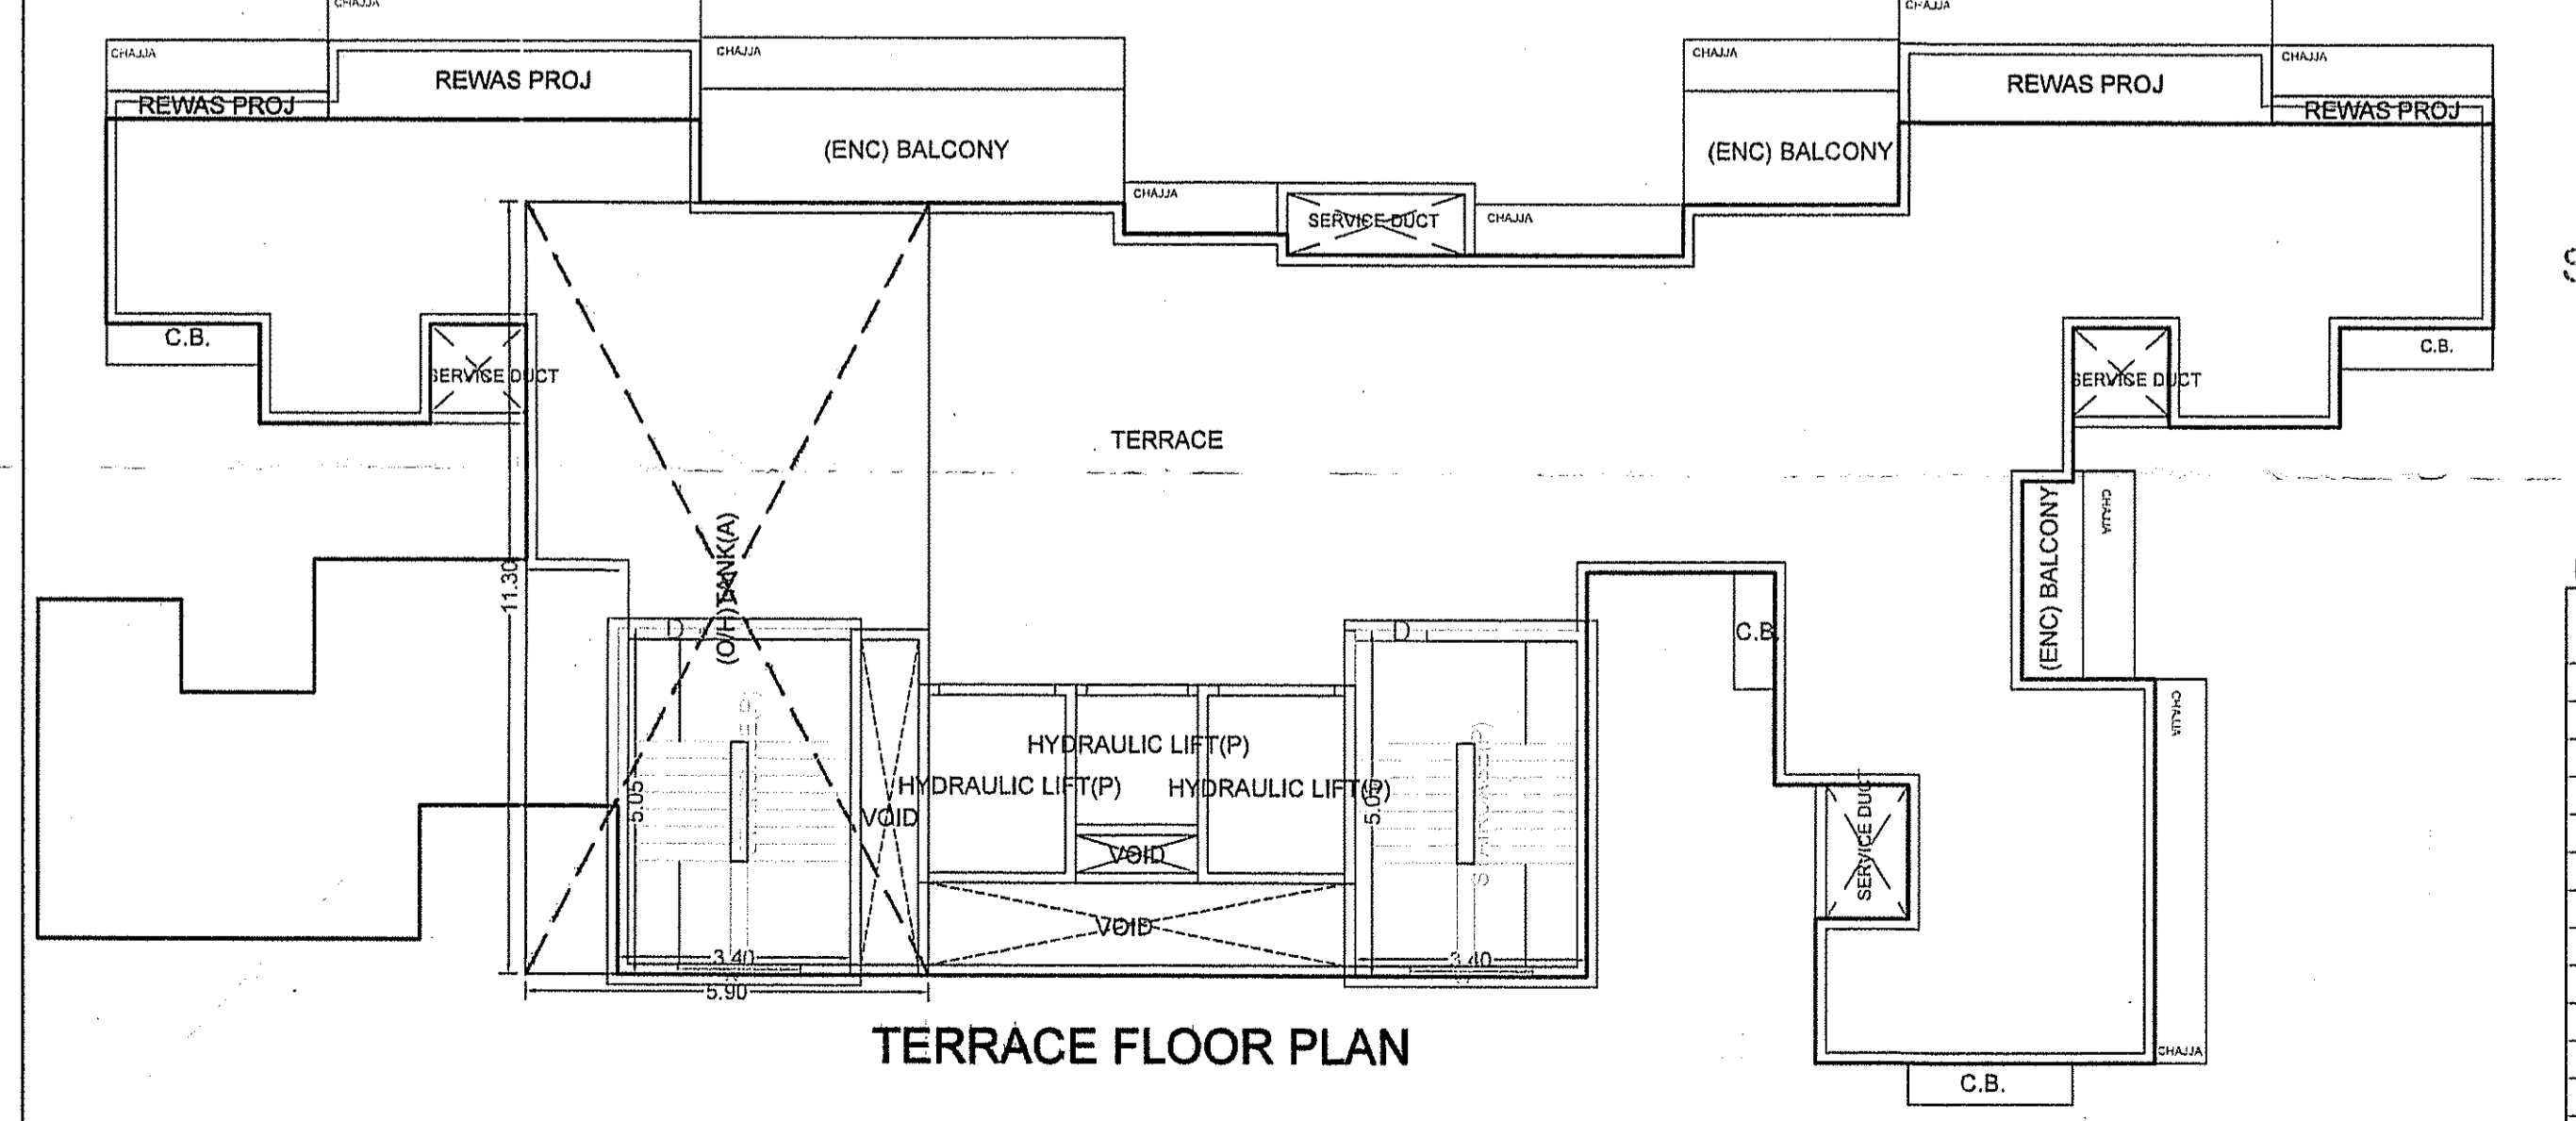 CHAJJA
CHAJJA
CHAJJA
CHAJJA
CHAJJA
CHAJJA
REWAS PROJ
REWAS PROJ
REWAS PROJ
REWAS PROJ
(ENC) BALCONY
(ENC) BALCONY
CHAJJA
SERVICE DUCT
CHAJJA
C.B.
C.B.
SERVICE DUCT
SERVICE DUCT
TERRACE
(ENC) BALCONY
CHAJJA
11.30
(O/H)TANK(A)
D
D
C.B.
CHAJJA
HYDRAULIC LIFT(P)
HYDRAULIC LIFT(P)
HYDRAULIC LIFT(P)
5.05
5.05
VOID
VOID
SERVICE DUCT
VOID
3.40
3.40
5.90
TERRACE FLOOR PLAN
CHAJJA
C.B.